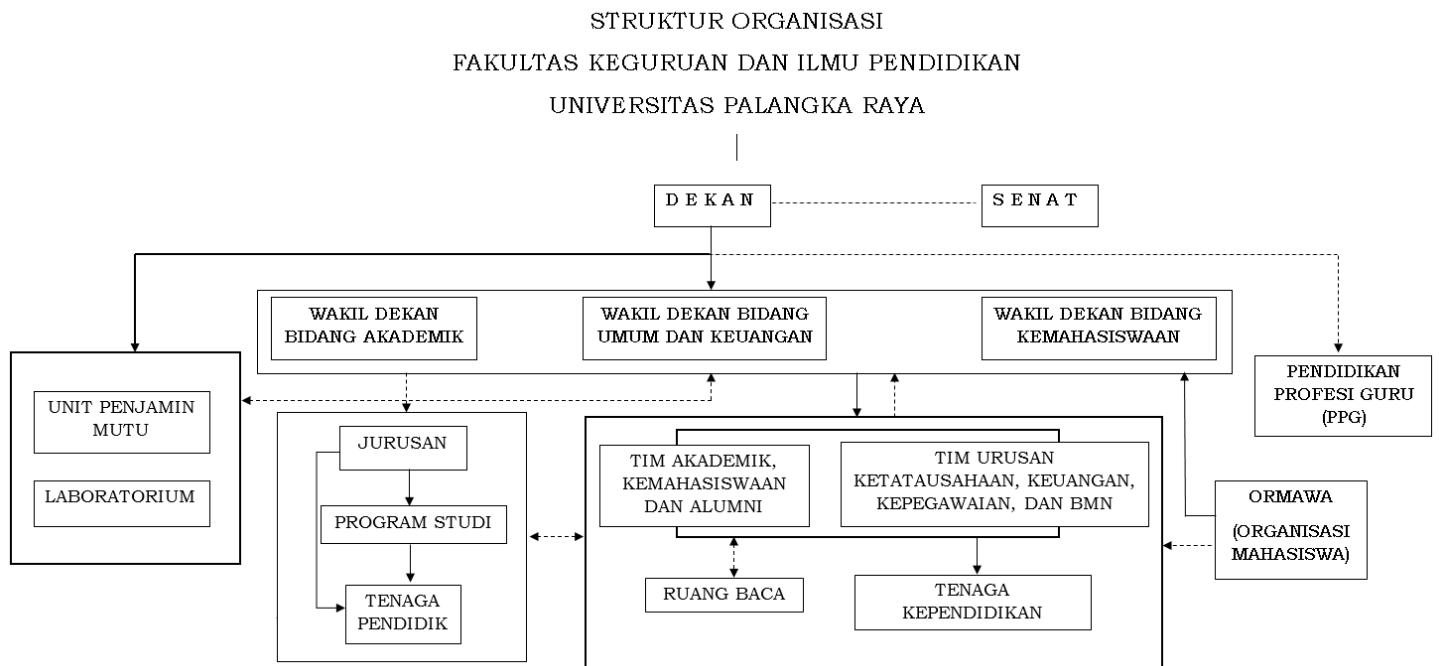 STRUKTUR ORGANISASI
FAKULTAS KEGURUAN DAN ILMU PENDIDIKAN
UNIVERSITAS PALANGKA RAYA
D E K A N
S E N A T
WAKIL DEKAN
BIDANG AKADEMIK
WAKIL DEKAN BIDANG
UMUM DAN KEUANGAN
WAKIL DEKAN BIDANG
KEMAHASISWAAN
UNIT PENJAMIN
MUTU
LABORATORIUM
PENDIDIKAN
PROFESI GURU
(PPG)
JURUSAN
PROGRAM STUDI
TENAGA
PENDIDIK
TIM AKADEMIK,
KEMAHASISWAAN
DAN ALUMNI
TIM URUSAN
KETATAUSAHAAN, KEUANGAN,
KEPEGAWAIAN, DAN BMN
RUANG BACA
TENAGA
KEPENDIDIKAN
ORMAWA
(ORGANISASI
MAHASISWA)